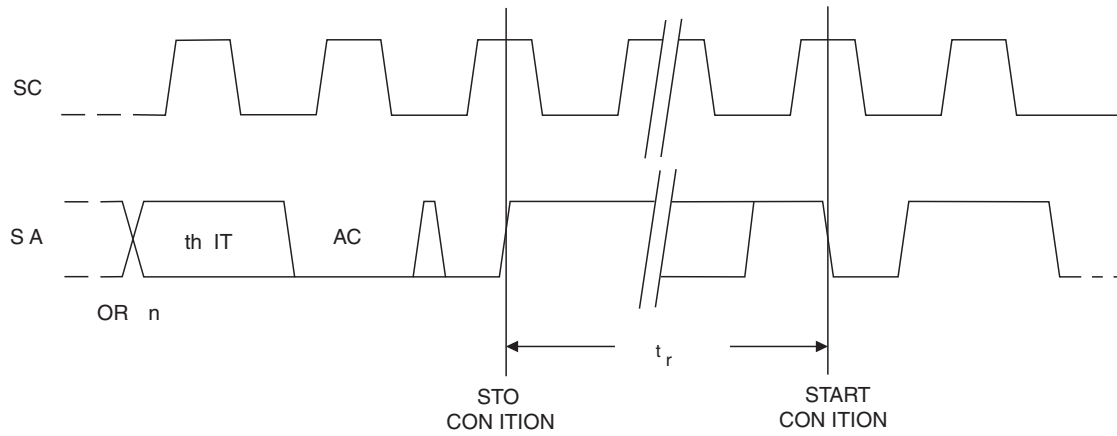 SC
S A
th IT
AC
OR n
t r
STO
CON ITION
START
CON ITION